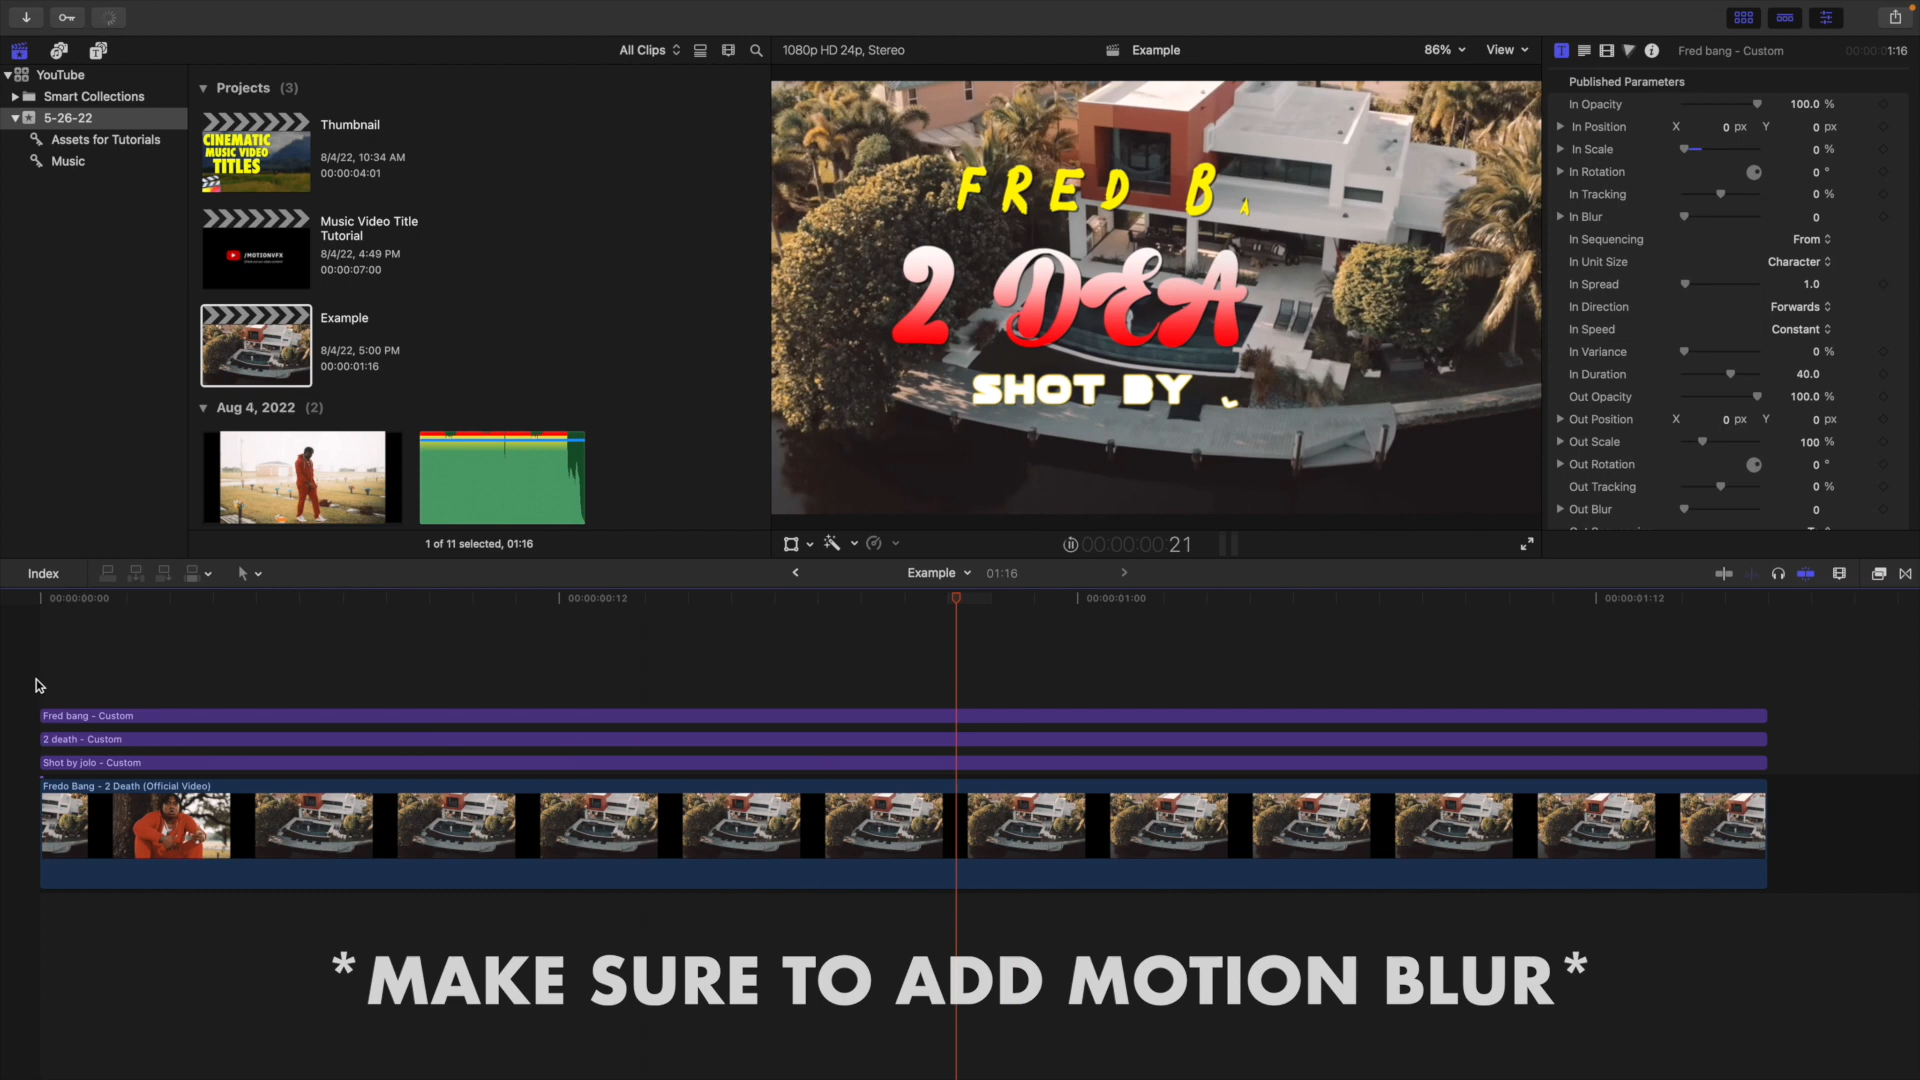 All Clips
1080p HD 24p, Stereo
Example
86%
View
Fred bang - Custom
00:00:01:16
YouTube
Smart Collections
5-26-22
Assets for Tutorials
Music
Projects (3)
CINEMATIC
MUSIC VIDEO
TITLES
Thumbnail
8/4/22, 10:34 AM
00:00:04:01
/MOTIONVFX
Music Video Title
Tutorial
8/4/22, 4:49 PM
00:00:07:00
Example
8/4/22, 5:00 PM
00:00:01:16
Aug 4, 2022 (2)
1 of 11 selected, 01:16
FRED BA
2 DEA
SHOT BY
00:00:00:21
Published Parameters
In Opacity 100.0 %
In Position X 0 px Y 0 px
In Scale 0 %
In Rotation 0 °
In Tracking 0 %
In Blur 0
In Sequencing From
In Unit Size Character
In Spread 1.0
In Direction Forwards
In Speed Constant
In Variance 0 %
In Duration 40.0
Out Opacity 100.0 %
Out Position X 0 px Y 0 px
Out Scale 100 %
Out Rotation 0 °
Out Tracking 0 %
Out Blur 0
Index
Example
01:16
00:00:00:00
00:00:00:12
00:00:01:00
00:00:01:12
Fred bang - Custom
2 death - Custom
Shot by jolo - Custom
Fredo Bang - 2 Death (Official Video)
*MAKE SURE TO ADD MOTION BLUR*